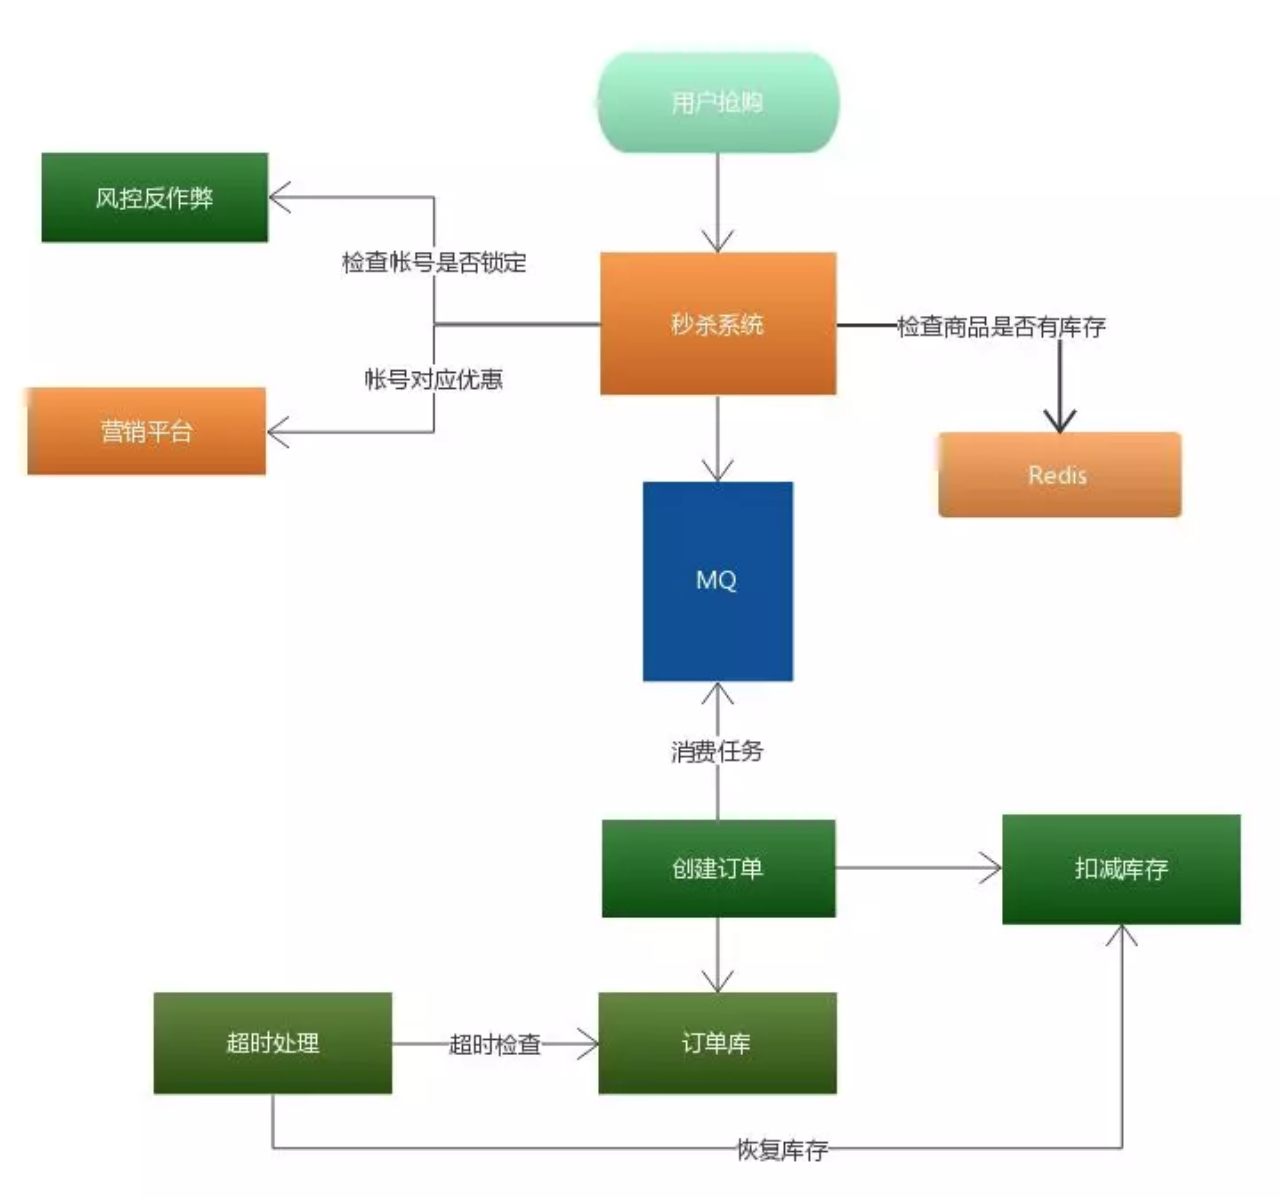 用户抢购
风控反作弊
检查帐号是否锁定
秒杀系统
检查商品是否有库存
帐号对应优惠
营销平台
Redis
MQ
消费任务
创建订单
扣减库存
超时处理
超时检查
订单库
恢复库存